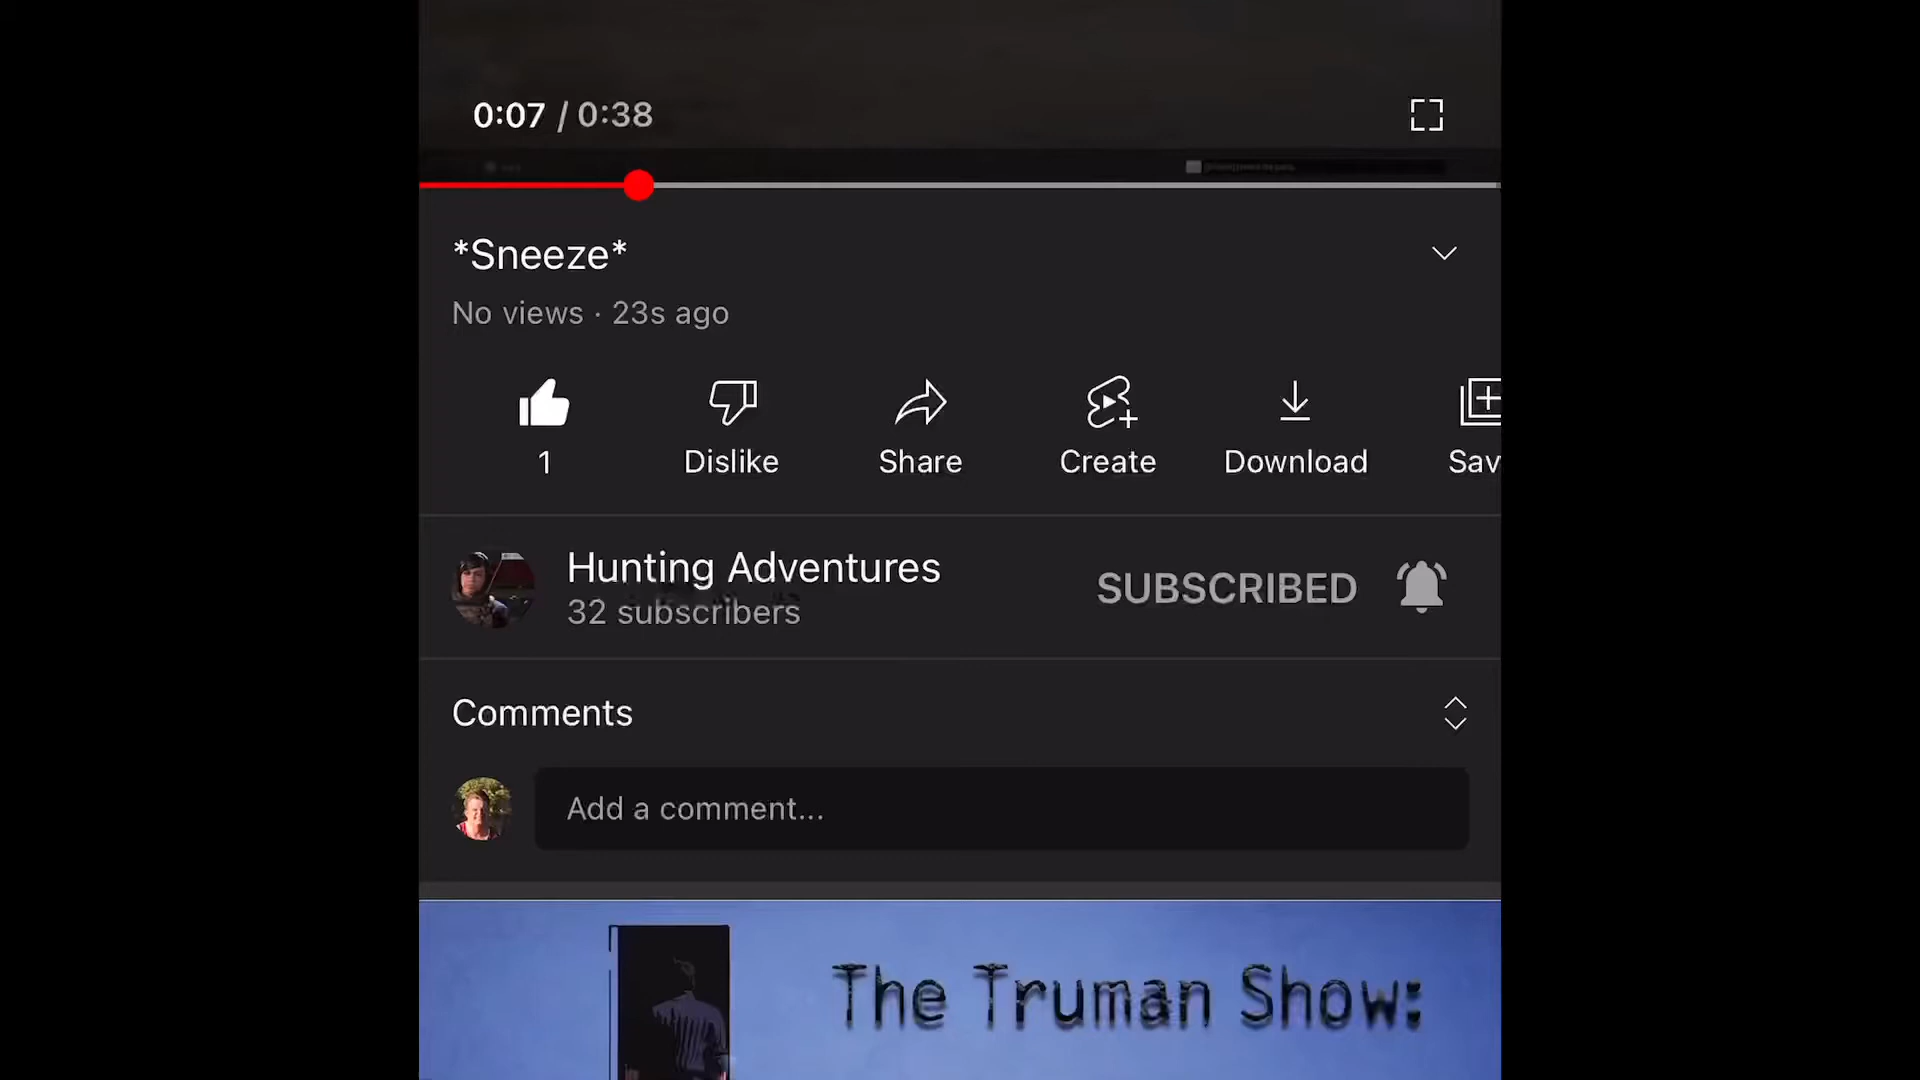 0:07 / 0:38
*Sneeze*
No views · 23s ago
1
Dislike
Share
Create
Download
Sav
Hunting Adventures
32 subscribers
SUBSCRIBED
Comments
Add a comment...
The Truman Show: